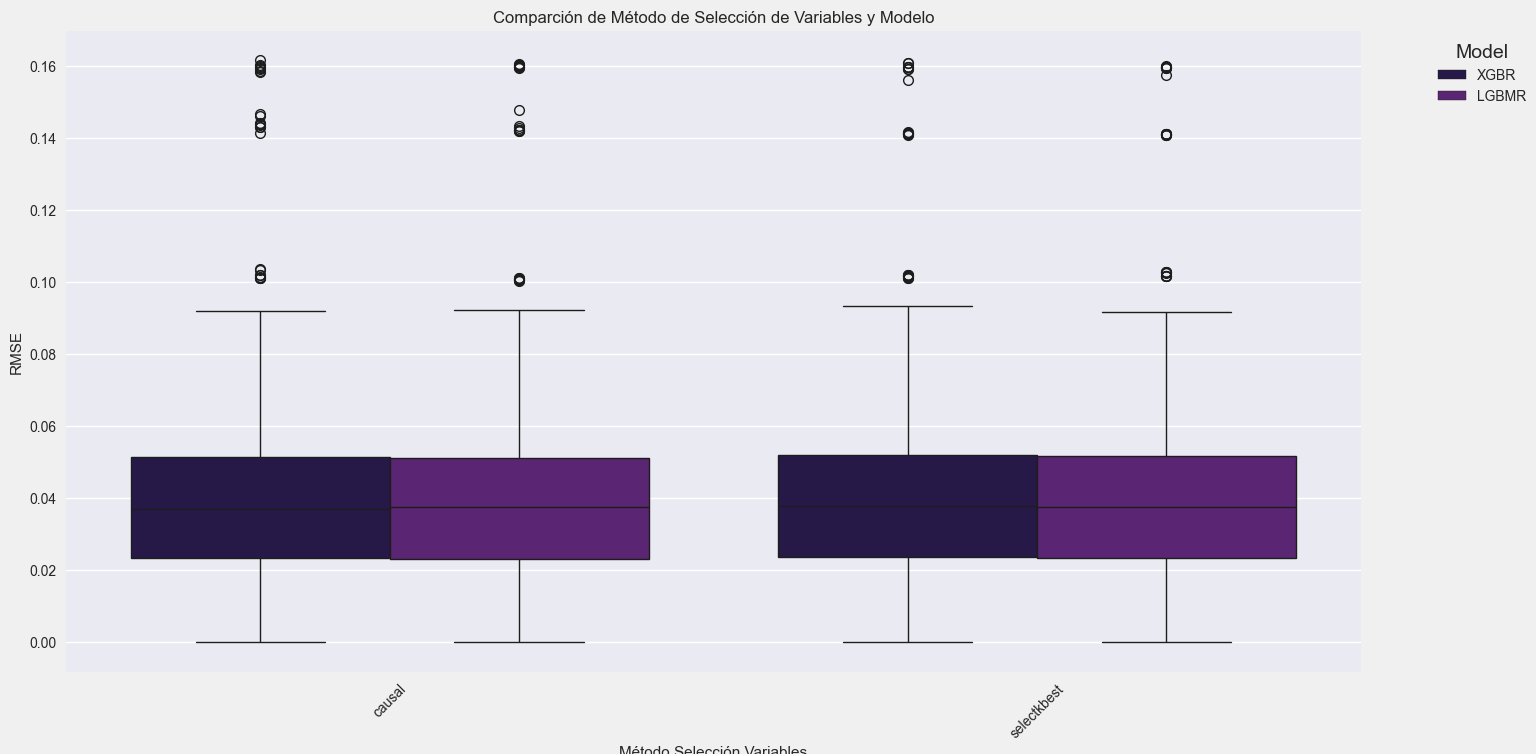 Comparción de Método de Selección de Variables y Modelo
Model
XGBR
LGBMR
0.16
0.14
0.12
0.10
0.08
0.06
0.04
0.02
0.00
RMSE
causal
selectkbest
Método Selección Variables